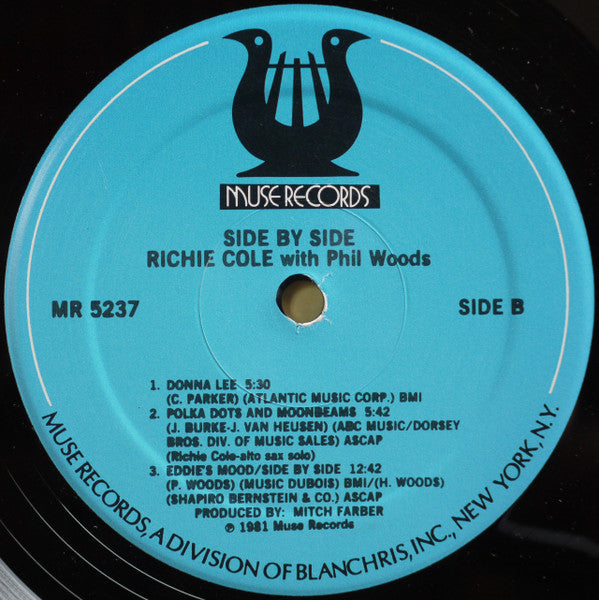 MUSE RECORDS
SIDE BY SIDE
RICHIE COLE with Phil Woods
MR 5237
SIDE B
1. DONNA LEE 5:30
(C. PARKER) (ATLANTIC MUSIC CORP.) BMI
2. POLKA DOTS AND MOONBEAMS 5:42
(J. BURKE-J. VAN HEUSEN) (ABC MUSIC/DORSEY
BROS. DIV. OF MUSIC SALES) ASCAP
(Richie Cole-alto sax solo)
3. EDDIE'S MOOD/SIDE BY SIDE 12:42
(P. WOODS) (MUSIC DUBOIS) BMI/(H. WOODS)
(SHAPIRO BERNSTEIN & CO.) ASCAP
PRODUCED BY: MITCH FARBER
℗ 1981 Muse Records
MUSE RECORDS, A DIVISION OF BLANCHRIS, INC., NEW YORK, N.Y.